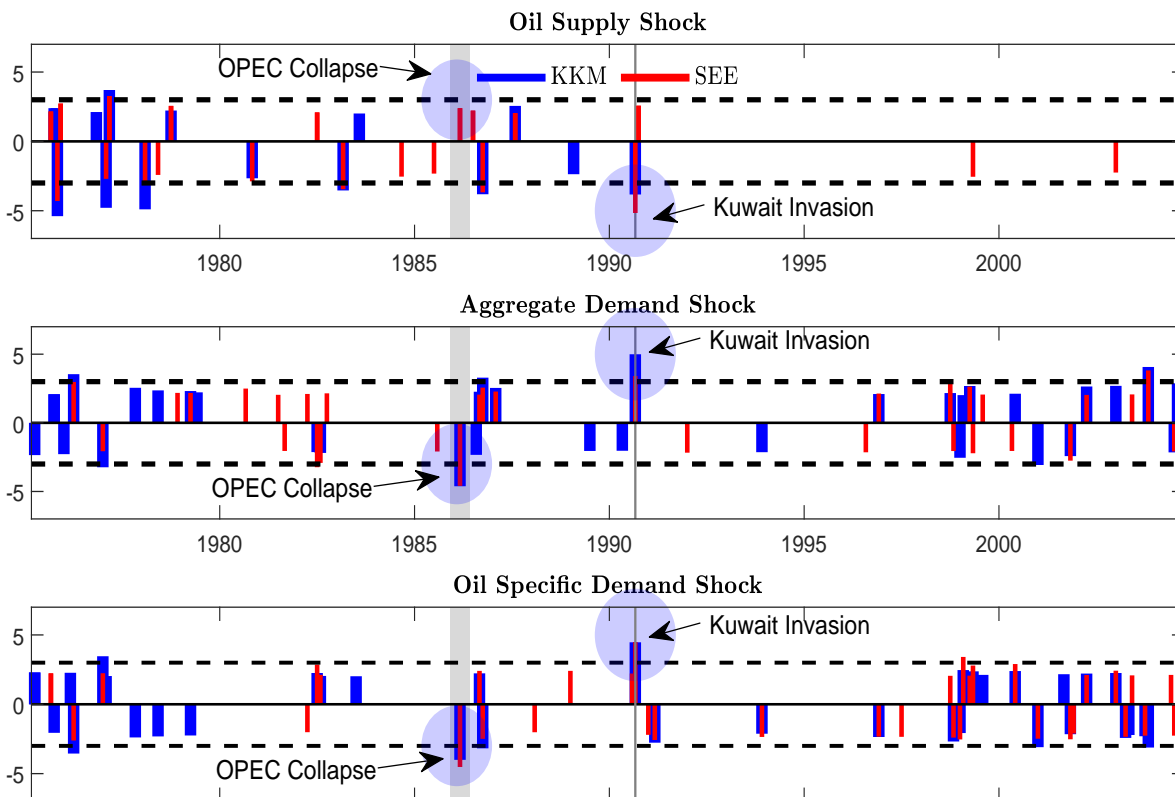 Oil Supply Shock
OPEC Collapse
KKM
SEE
5
0
-5
Kuwait Invasion
1980
1985
1990
1995
2000
Aggregate Demand Shock
Kuwait Invasion
5
0
-5
OPEC Collapse
1980
1985
1990
1995
2000
Oil Specific Demand Shock
Kuwait Invasion
5
0
-5
OPEC Collapse